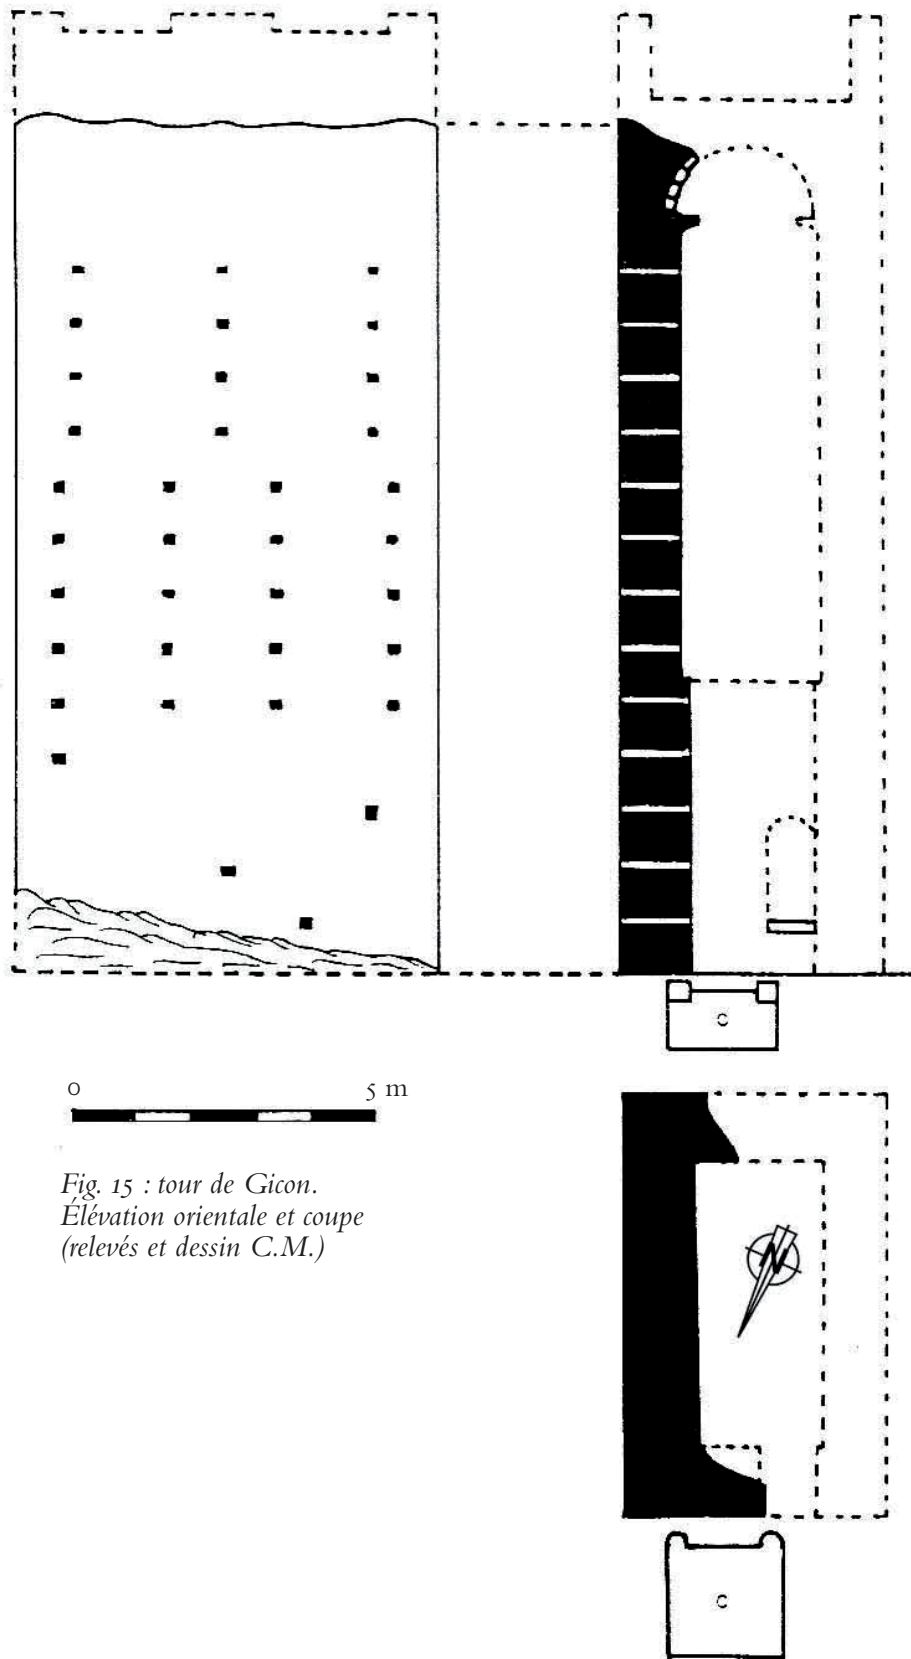 C
0 5 m
Fig. 15 : tour de Gicon.
Élévation orientale et coupe
(relevés et dessin C.M.)
N
C